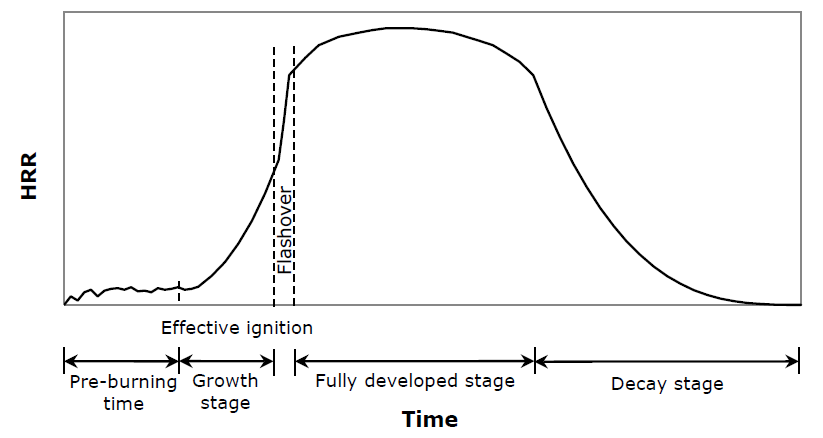 HRR
Flashover
Effective ignition
Pre-burning
time
Growth
stage
Fully developed stage
Decay stage
Time